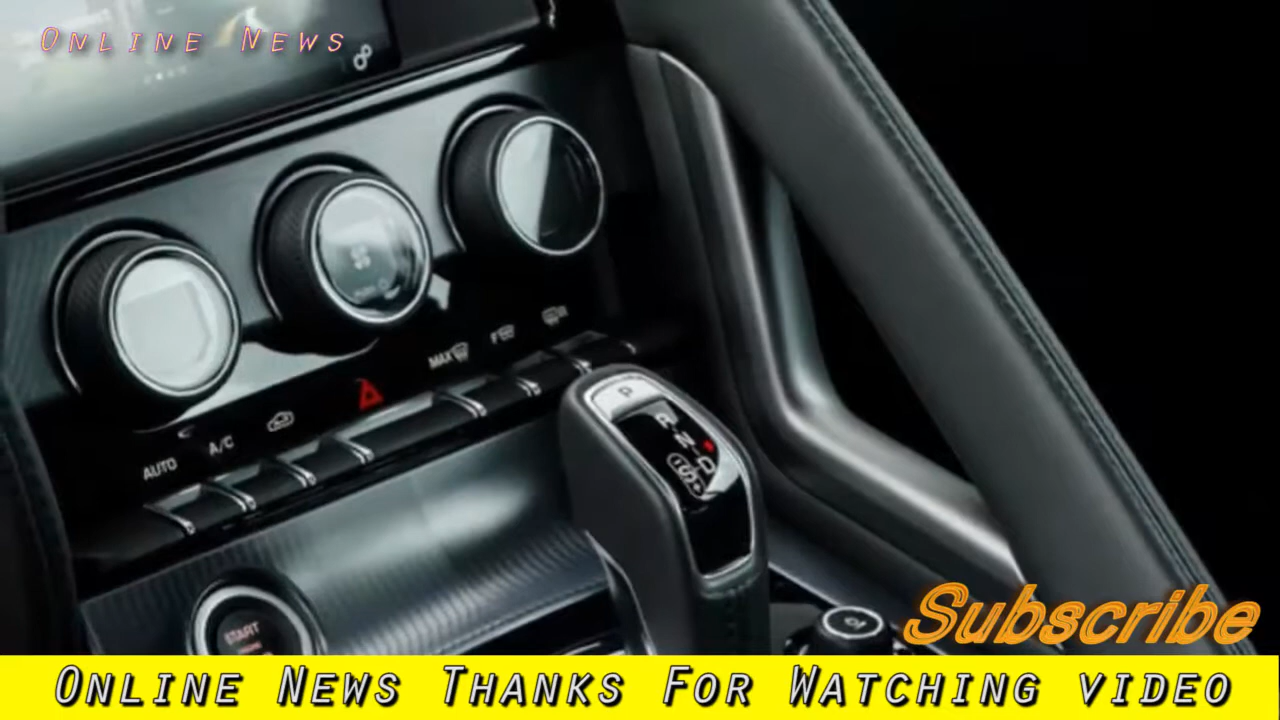 Online News
MAX
F
A/C
AUTO
P
R
N
D
S
START
Subscribe
Online News Thanks For Watching video